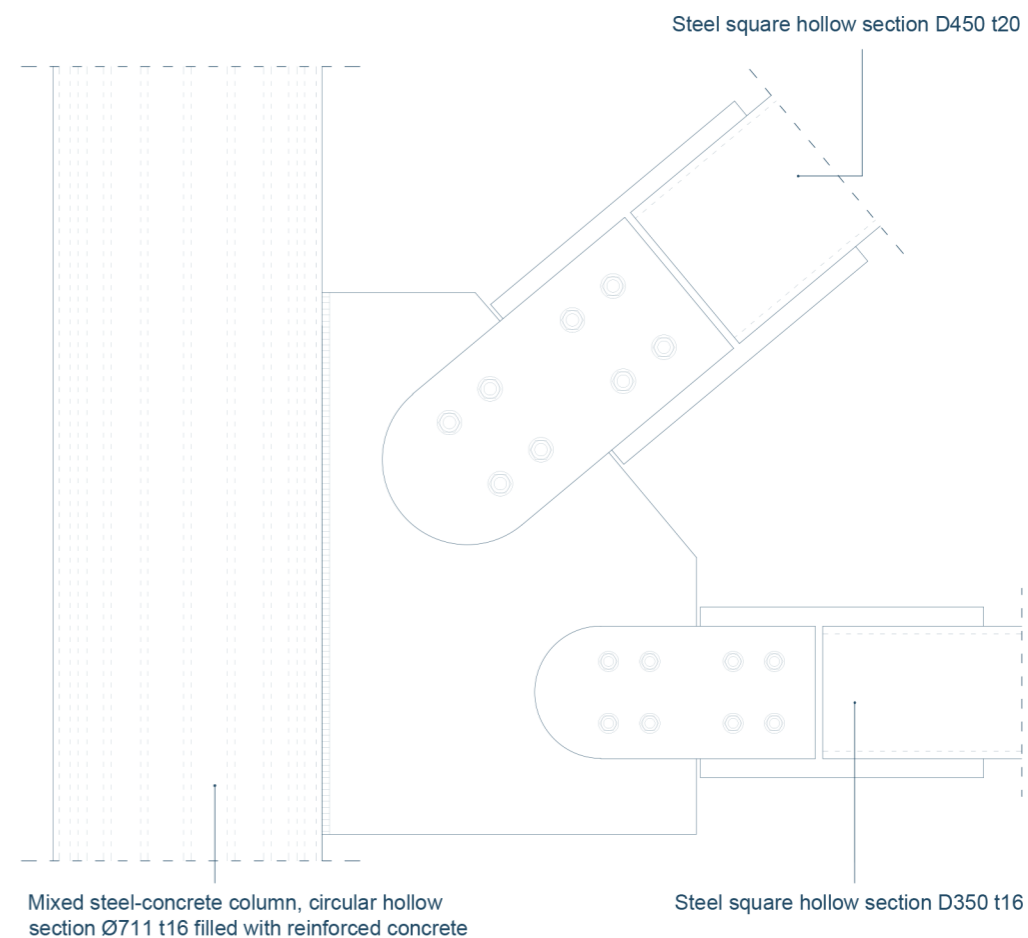 Steel square hollow section D450 t20
Mixed steel-concrete column, circular hollow
section Ø711 t16 filled with reinforced concrete
Steel square hollow section D350 t16